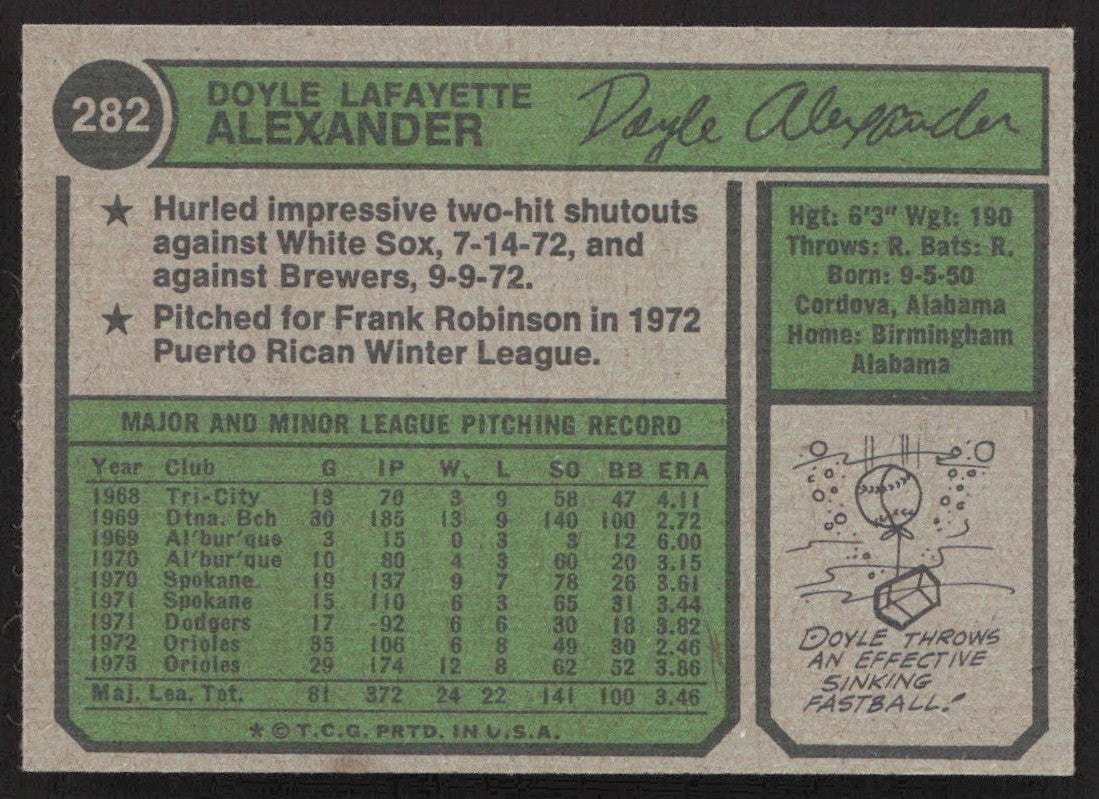 282
DOYLE LAFAYETTE
ALEXANDER
Doyle Alexander
★ Hurled impressive two-hit shutouts
against White Sox, 7-14-72, and
against Brewers, 9-9-72.
★ Pitched for Frank Robinson in 1972
Puerto Rican Winter League.
Hgt: 6'3" Wgt: 190
Throws: R. Bats: R.
Born: 9-5-50
Cordova, Alabama
Home: Birmingham
Alabama
MAJOR AND MINOR LEAGUE PITCHING RECORD
Year Club G IP W. L SO BB ERA
1968 Tri-City 13 70 3 9 58 47 4.11
1969 Dtna. Bch 30 185 13 9 140 100 2.72
1969 Al'bur'que 3 15 0 3 3 12 6.00
1970 Al'bur'que 10 80 4 3 60 20 3.15
1970 Spokane 19 137 9 7 78 26 3.61
1971 Spokane 15 110 6 3 65 31 3.44
1971 Dodgers 17 92 6 6 30 18 3.82
1972 Orioles 35 106 6 8 49 30 2.46
1973 Orioles 29 174 12 8 62 52 3.86
Maj. Lea. Tot. 81 372 24 22 141 100 3.46
* © T.C.G. PRTD. IN U.S.A.
DOYLE THROWS
AN EFFECTIVE
SINKING
FASTBALL!